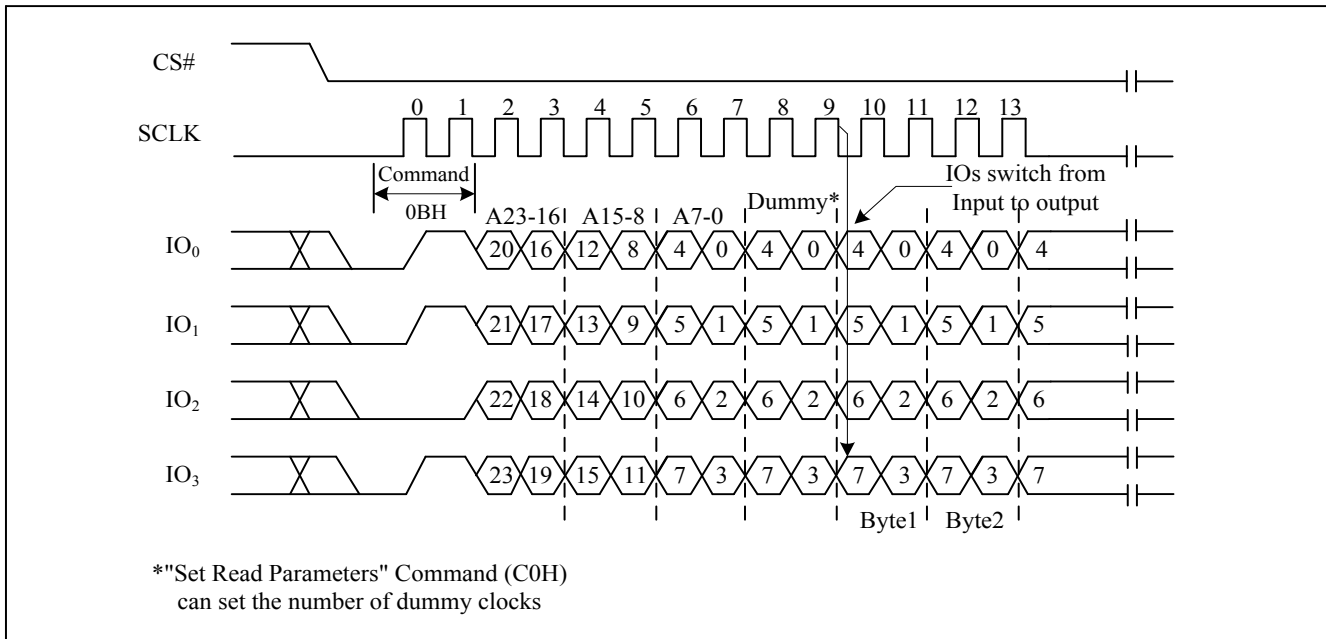 CS#
0 1 2 3 4 5 6 7 8 9 10 11 12 13
SCLK
Command
0BH
IOs switch from
Input to output
Dummy*
A23-16 A15-8 A7-0
IO0 20 16 12 8 4 0 4 0 4 0 4 0 4
IO1 21 17 13 9 5 1 5 1 5 1 5 1 5
IO2 22 18 14 10 6 2 6 2 6 2 6 2 6
IO3 23 19 15 11 7 3 7 3 7 3 7 3 7
Byte1 Byte2
*"Set Read Parameters" Command (C0H)
can set the number of dummy clocks